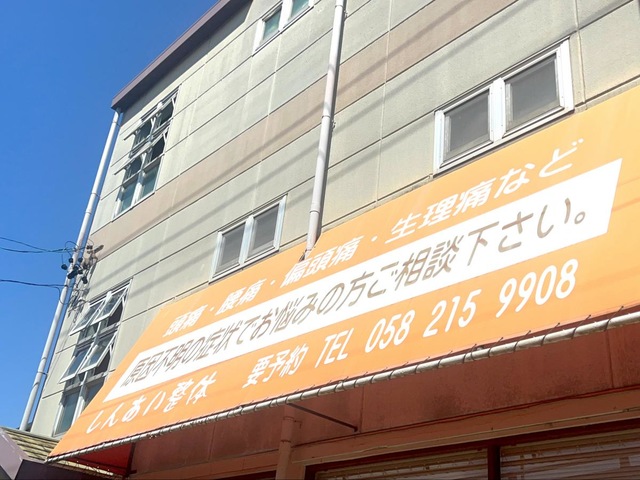 頭痛・腰痛・偏頭痛・生理痛など
原因不明の症状でお悩みの方ご相談下さい。
しんあい整体 要予約 TEL 058 215 9908